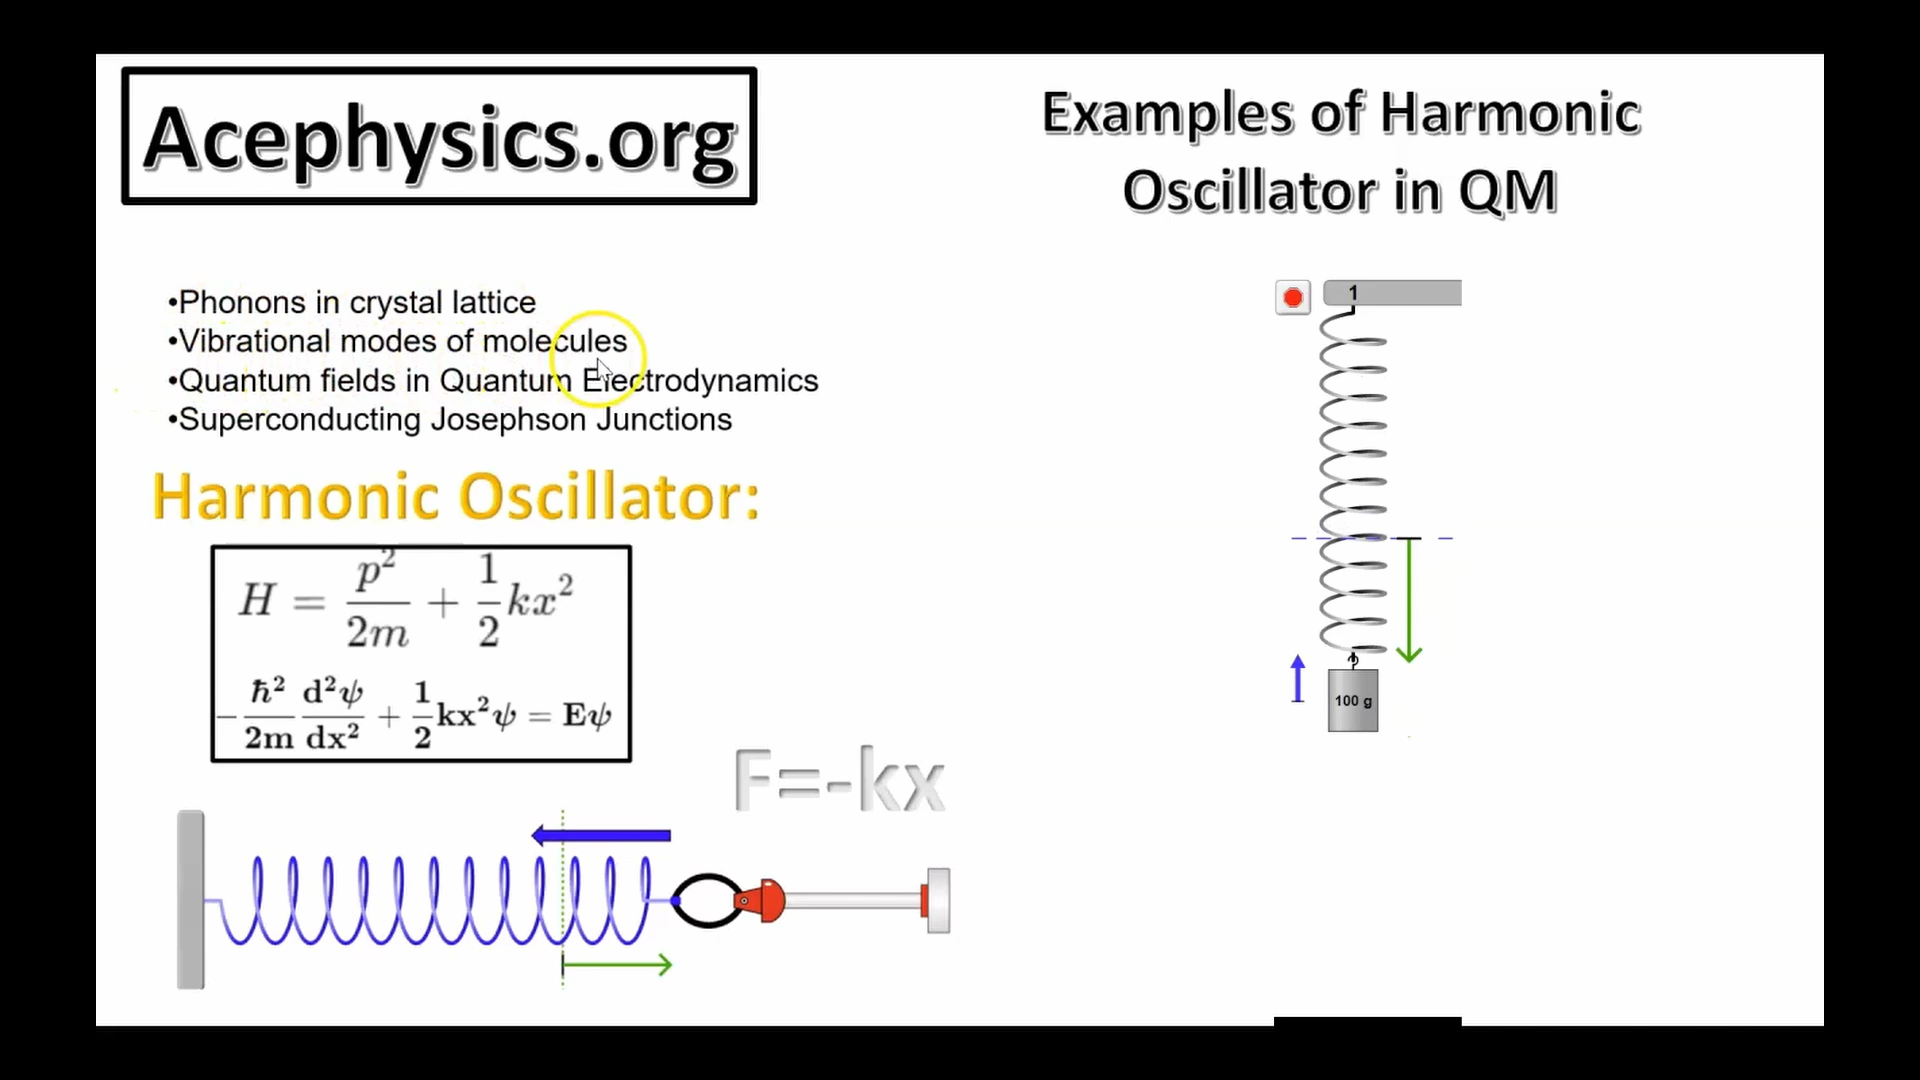 Acephysics.org
Examples of Harmonic
Oscillator in QM
•Phonons in crystal lattice
•Vibrational modes of molecules
•Quantum fields in Quantum Electrodynamics
•Superconducting Josephson Junctions
Harmonic Oscillator:
H = p²/2m + 1/2 kx²
-ħ²/2m d²ψ/dx² + 1/2 kx²ψ = Eψ
F=-kx
1
100 g